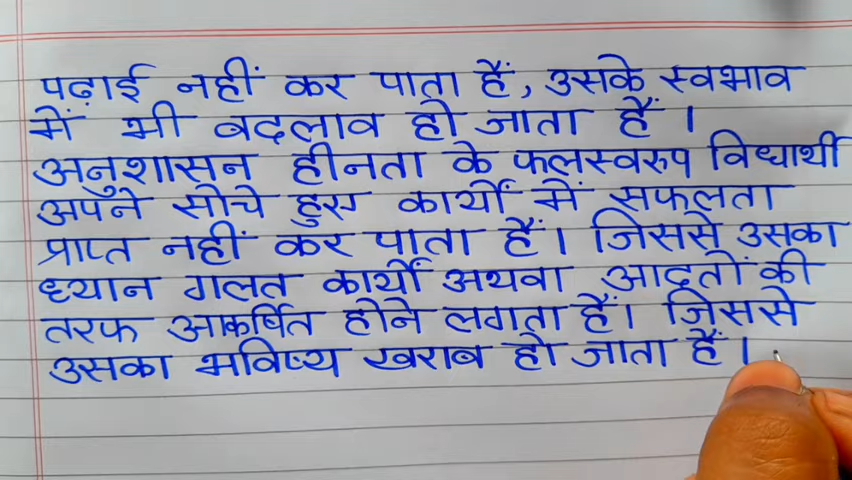 पढ़ाई नहीं कर पाता हैं, उसके स्वभाव
में भी बदलाव हो जाता हैं ।
अनुशासन हीनता के फलस्वरुप विधार्थी
अपने सोचे हुए कार्यों में सफलता
प्राप्त नहीं कर पाता हैं। जिससे उसका
ध्यान गलत कार्यों अथवा आदतों की
तरफ आकर्षित होने लगता हैं। जिससे
उसका भविष्य खराब हो जाता हैं।